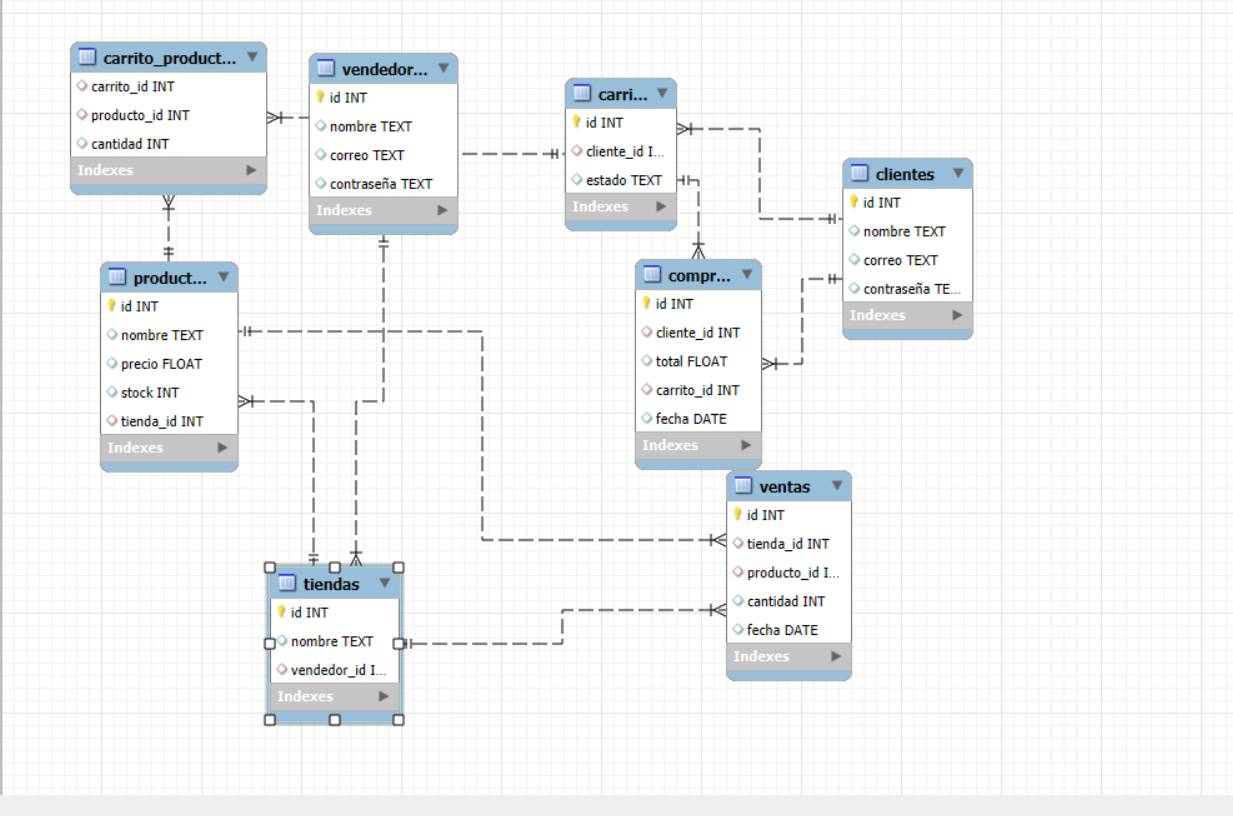 carrito_product...
carrito_id INT
producto_id INT
cantidad INT
Indexes
vendedor...
id INT
nombre TEXT
correo TEXT
contraseña TEXT
Indexes
carri...
id INT
cliente_id I...
estado TEXT
Indexes
clientes
id INT
nombre TEXT
correo TEXT
contraseña TE...
Indexes
product...
id INT
nombre TEXT
precio FLOAT
stock INT
tienda_id INT
Indexes
compr...
id INT
cliente_id INT
total FLOAT
carrito_id INT
fecha DATE
Indexes
ventas
id INT
tienda_id INT
producto_id I...
cantidad INT
fecha DATE
Indexes
tiendas
id INT
nombre TEXT
vendedor_id I...
Indexes